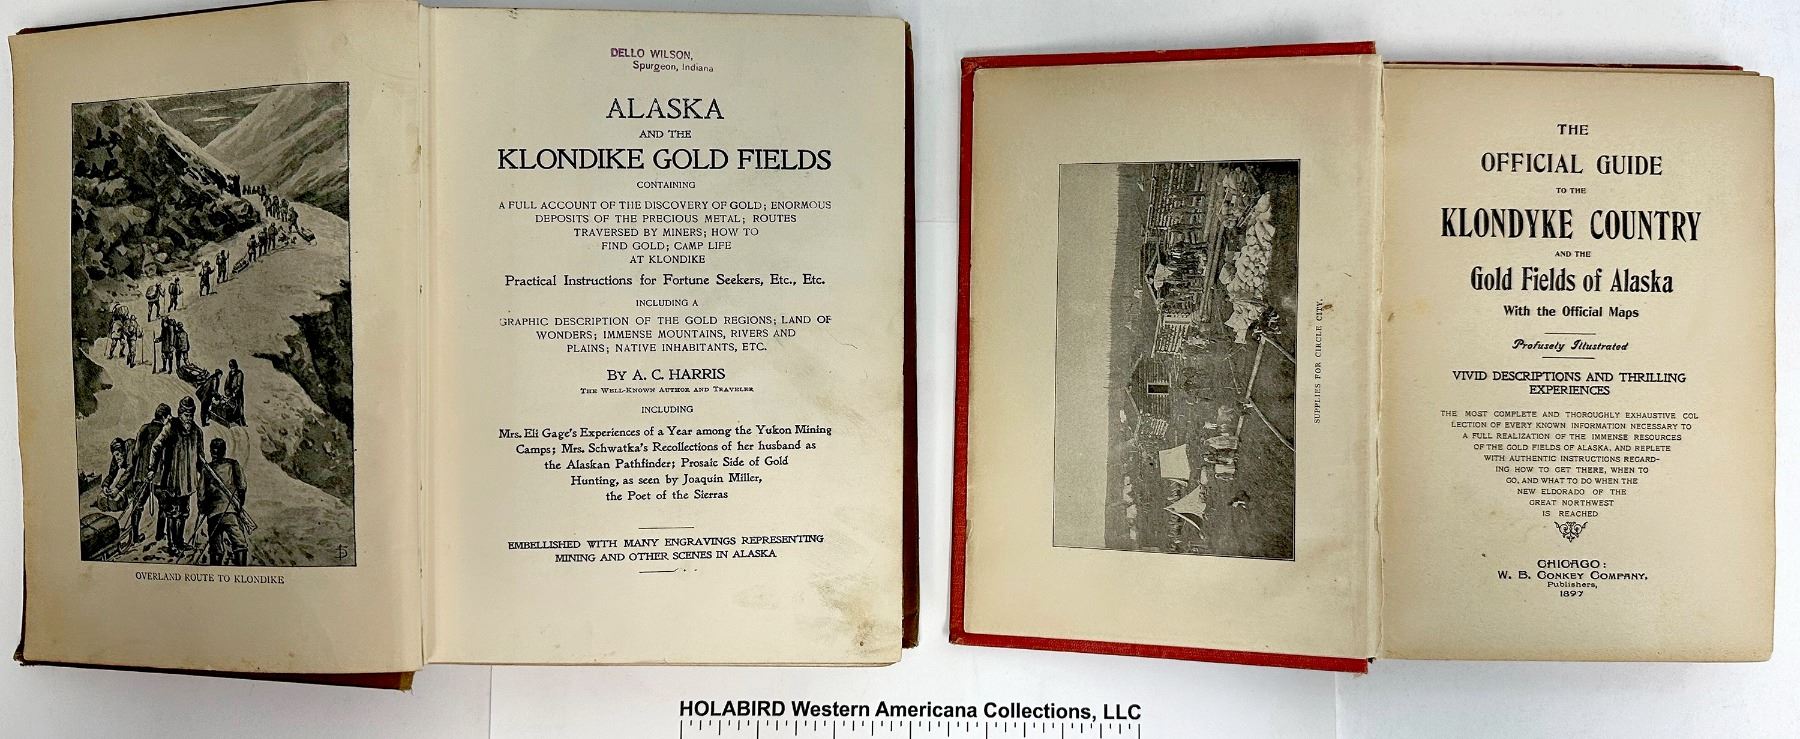 DELLO WILSON,
Spurgeon, Indiana
ALASKA
AND THE
KLONDIKE GOLD FIELDS
CONTAINING
A FULL ACCOUNT OF THE DISCOVERY OF GOLD; ENORMOUS
DEPOSITS OF THE PRECIOUS METAL; ROUTES
TRAVERSED BY MINERS; HOW TO
FIND GOLD; CAMP LIFE
AT KLONDIKE
Practical Instructions for Fortune Seekers, Etc., Etc.
INCLUDING A
GRAPHIC DESCRIPTION OF THE GOLD REGIONS; LAND OF
WONDERS; IMMENSE MOUNTAINS, RIVERS AND
PLAINS; NATIVE INHABITANTS, ETC.
BY A. C. HARRIS
THE WELL-KNOWN AUTHOR AND TRAVELER
INCLUDING
Mrs. Eli Gage's Experiences of a Year among the Yukon Mining
Camps; Mrs. Schwatka's Recollections of her husband as
the Alaskan Pathfinder; Prosaic Side of Gold
Hunting, as seen by Joaquin Miller,
the Poet of the Sierras
EMBELLISHED WITH MANY ENGRAVINGS REPRESENTING
MINING AND OTHER SCENES IN ALASKA
OVERLAND ROUTE TO KLONDIKE
SUPPLIES FOR CIRCLE CITY.
THE
OFFICIAL GUIDE
TO THE
KLONDYKE COUNTRY
AND THE
Gold Fields of Alaska
With the Official Maps
Profusely Illustrated
VIVID DESCRIPTIONS AND THRILLING
EXPERIENCES
THE MOST COMPLETE AND THOROUGHLY EXHAUSTIVE COL
LECTION OF EVERY KNOWN INFORMATION NECESSARY TO
A FULL REALIZATION OF THE IMMENSE RESOURCES
OF THE GOLD FIELDS OF ALASKA, AND REPLETE
WITH AUTHENTIC INSTRUCTIONS REGARD-
ING HOW TO GET THERE, WHEN TO
GO, AND WHAT TO DO WHEN THE
NEW ELDORADO OF THE
GREAT NORTHWEST
IS REACHED
CHICAGO:
W. B. CONKEY COMPANY,
Publishers,
1897
HOLABIRD Western Americana Collections, LLC